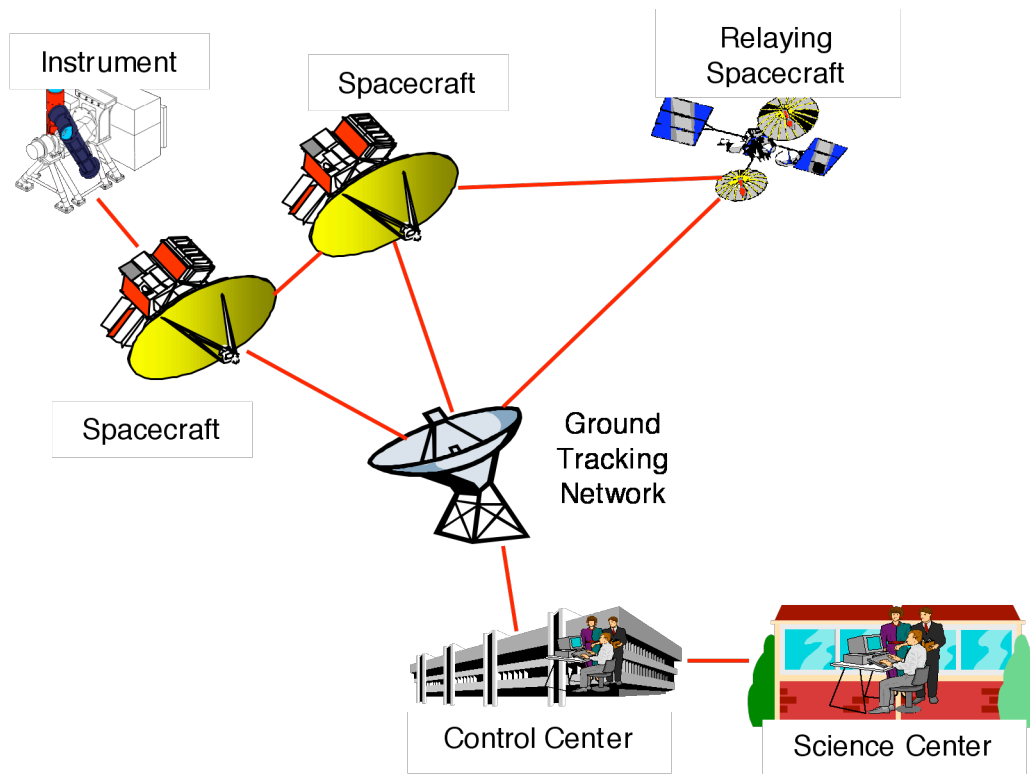 Instrument
Spacecraft
Relaying
Spacecraft
Spacecraft
Ground
Tracking
Network
Control Center
Science Center